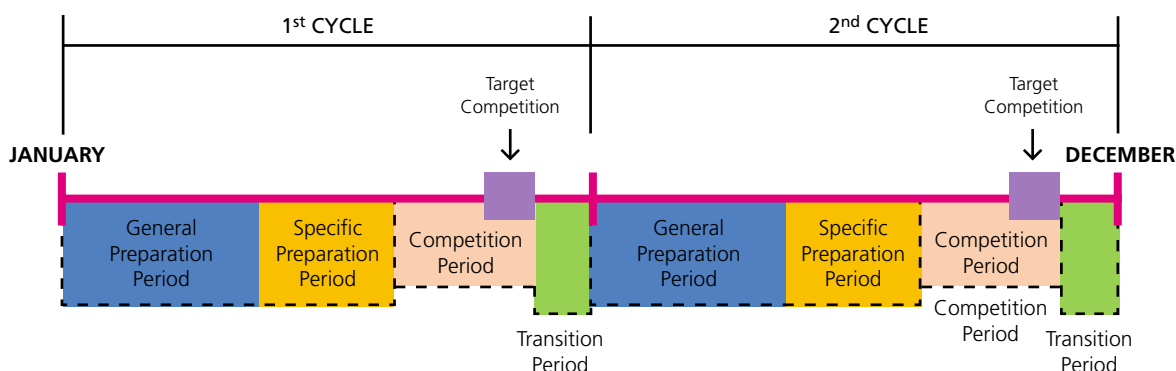 1st CYCLE
2nd CYCLE
Target
Competition
Target
Competition
JANUARY
DECEMBER
General
Preparation
Period
Specific
Preparation
Period
Competition
Period
General
Preparation
Period
Specific
Preparation
Period
Competition
Period
Competition
Period
Transition
Period
Transition
Period